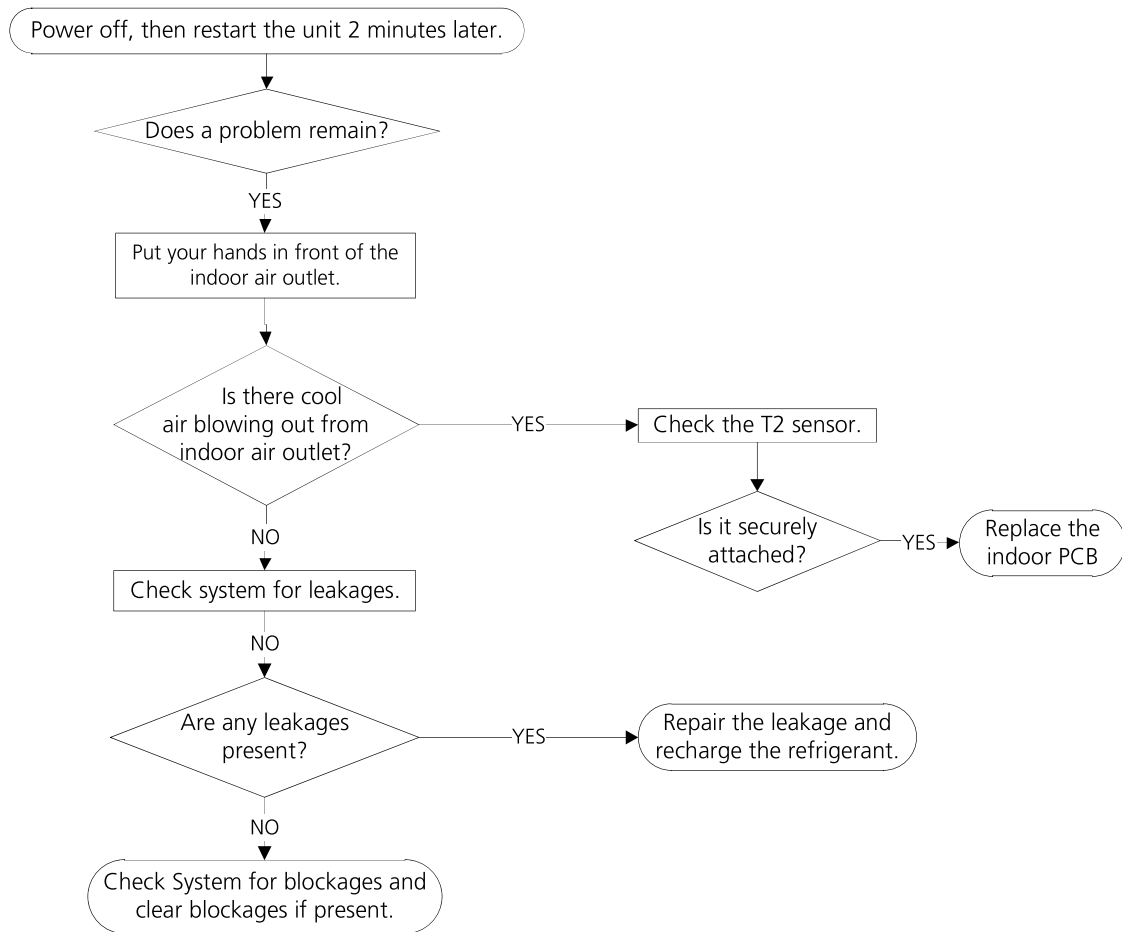 Power off, then restart the unit 2 minutes later.
Does a problem remain?
YES
Put your hands in front of the
indoor air outlet.
Is there cool
air blowing out from
indoor air outlet?
YES
Check the T2 sensor.
Is it securely
attached?
YES
Replace the
indoor PCB
NO
Check system for leakages.
NO
Are any leakages
present?
YES
Repair the leakage and
recharge the refrigerant.
NO
Check System for blockages and
clear blockages if present.